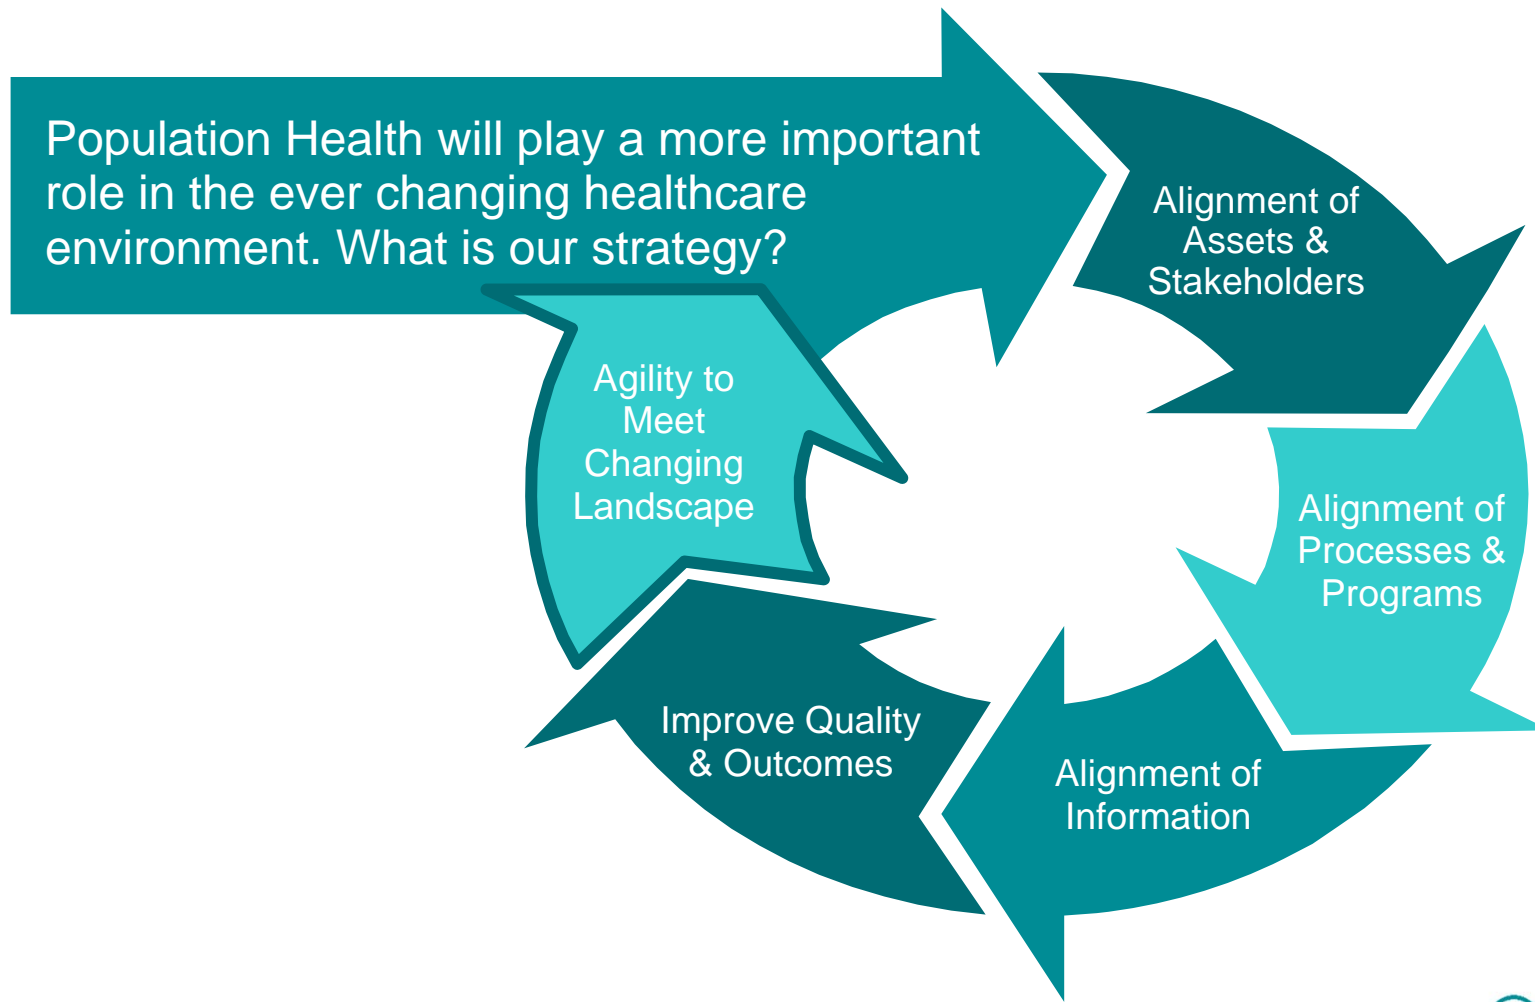 Population Health will play a more important
role in the ever changing healthcare
environment. What is our strategy?
Alignment of
Assets &
Stakeholders
Alignment of
Processes &
Programs
Alignment of
Information
Improve Quality
& Outcomes
Agility to
Meet
Changing
Landscape